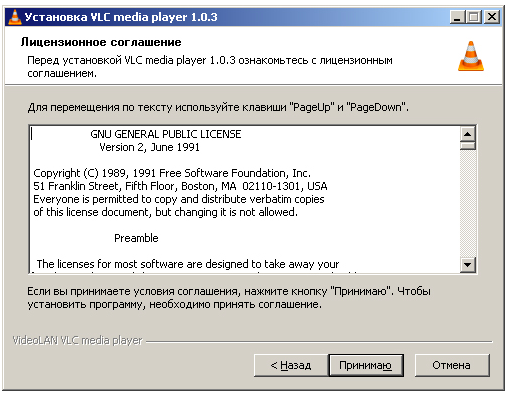 Установка VLC media player 1.0.3
Лицензионное соглашение
Перед установкой VLC media player 1.0.3 ознакомьтесь с лицензионным
соглашением.
Для перемещения по тексту используйте клавиши "PageUp" и "PageDown".
GNU GENERAL PUBLIC LICENSE
Version 2, June 1991
Copyright (C) 1989, 1991 Free Software Foundation, Inc.
51 Franklin Street, Fifth Floor, Boston, MA  02110-1301, USA
Everyone is permitted to copy and distribute verbatim copies
of this license document, but changing it is not allowed.
Preamble
The licenses for most software are designed to take away your
Если вы принимаете условия соглашения, нажмите кнопку "Принимаю". Чтобы
установить программу, необходимо принять соглашение.
VideoLAN VLC media player
< Назад
Принимаю
Отмена